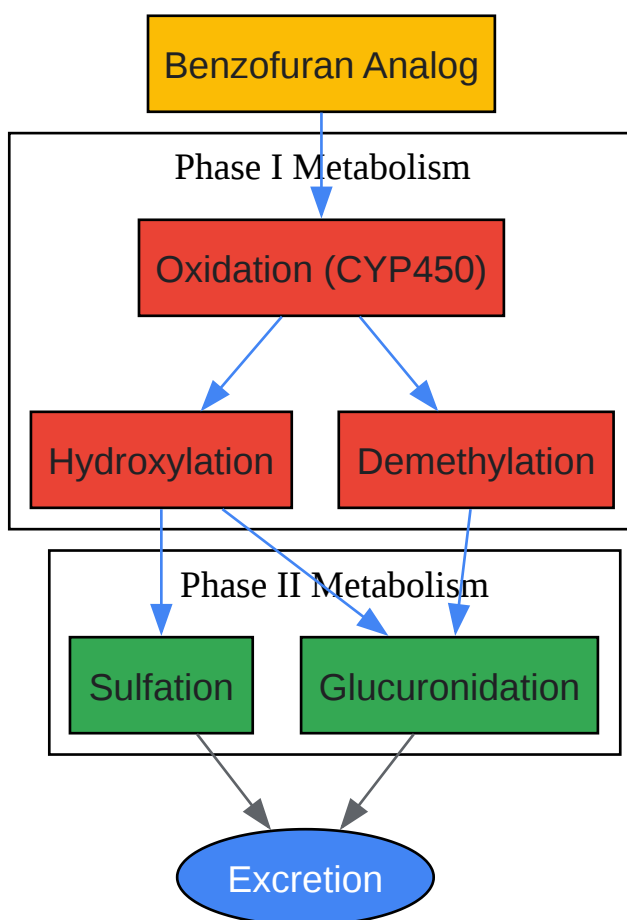 Benzofuran Analog
Phase I Metabolism
Oxidation (CYP450)
Hydroxylation
Demethylation
Phase II Metabolism
Sulfation
Glucuronidation
Excretion